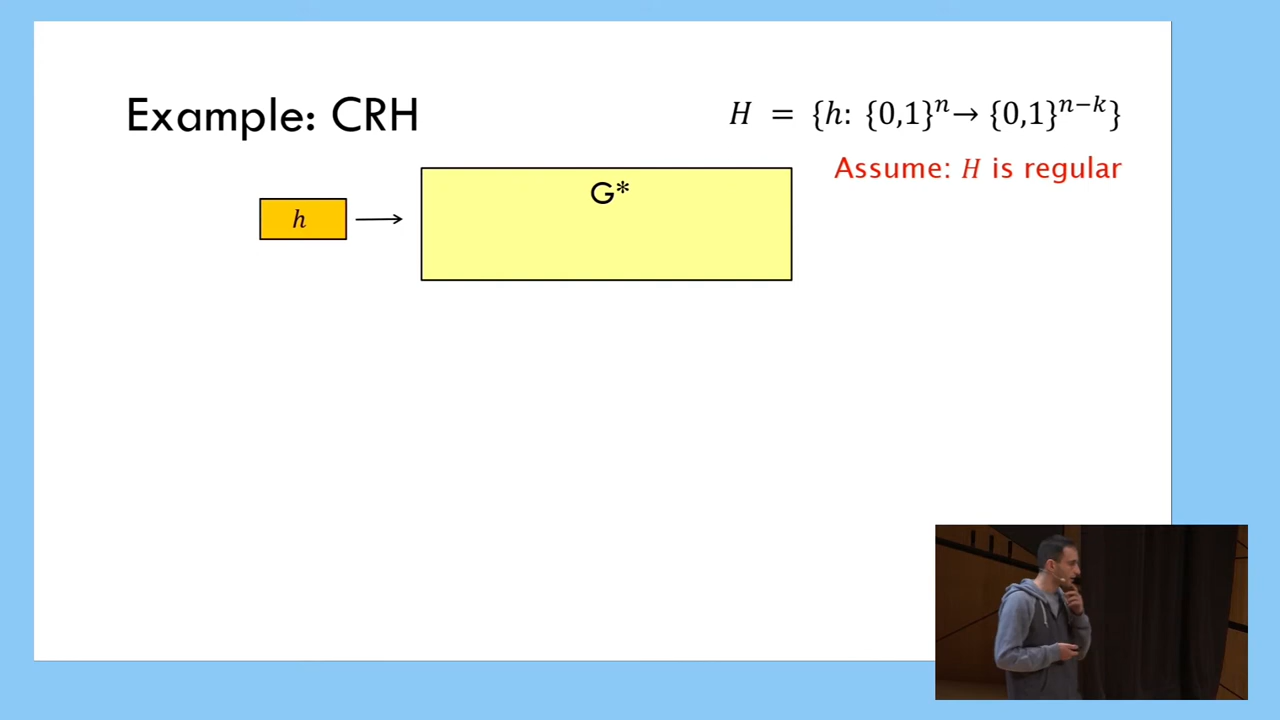 Example: CRH
H = {h: {0,1}ⁿ → {0,1}ⁿ⁻ᵏ}
Assume: H is regular
G*
h